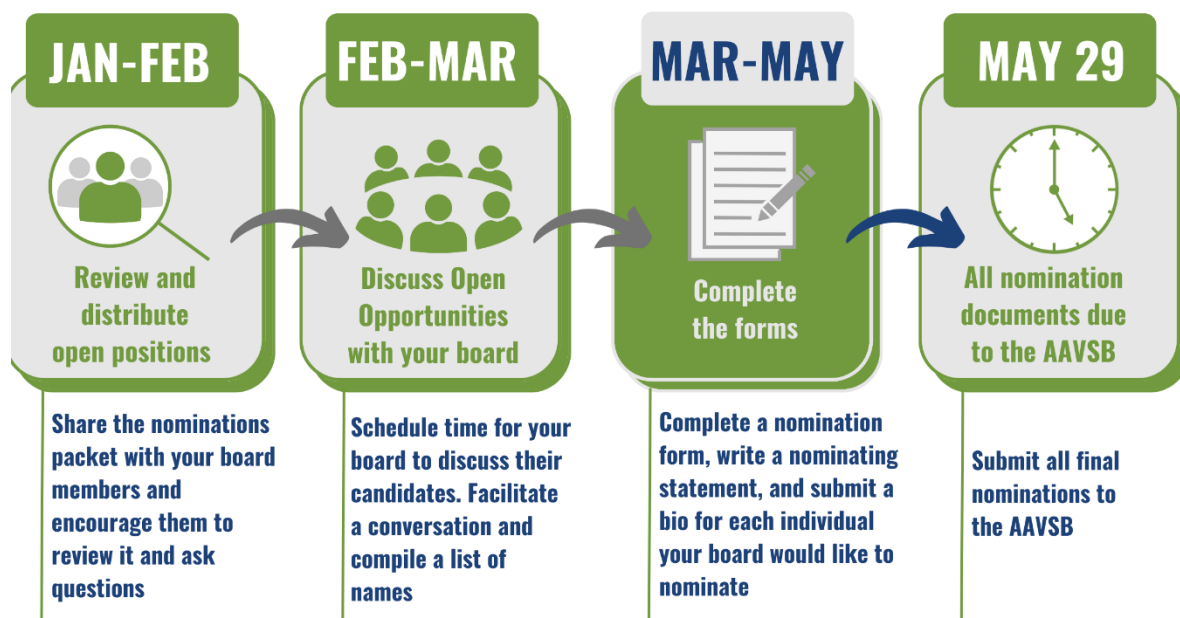 JAN-FEB
Review and
distribute
open positions
Share the nominations
packet with your board
members and
encourage them to
review it and ask
questions
FEB-MAR
Discuss Open
Opportunities
with your board
Schedule time for your
board to discuss their
candidates. Facilitate
a conversation and
compile a list of
names
MAR-MAY
Complete
the forms
Complete a nomination
form, write a nominating
statement, and submit a
bio for each individual
your board would like to
nominate
MAY 29
All nomination
documents due
to the AAVSB
Submit all final
nominations to
the AAVSB